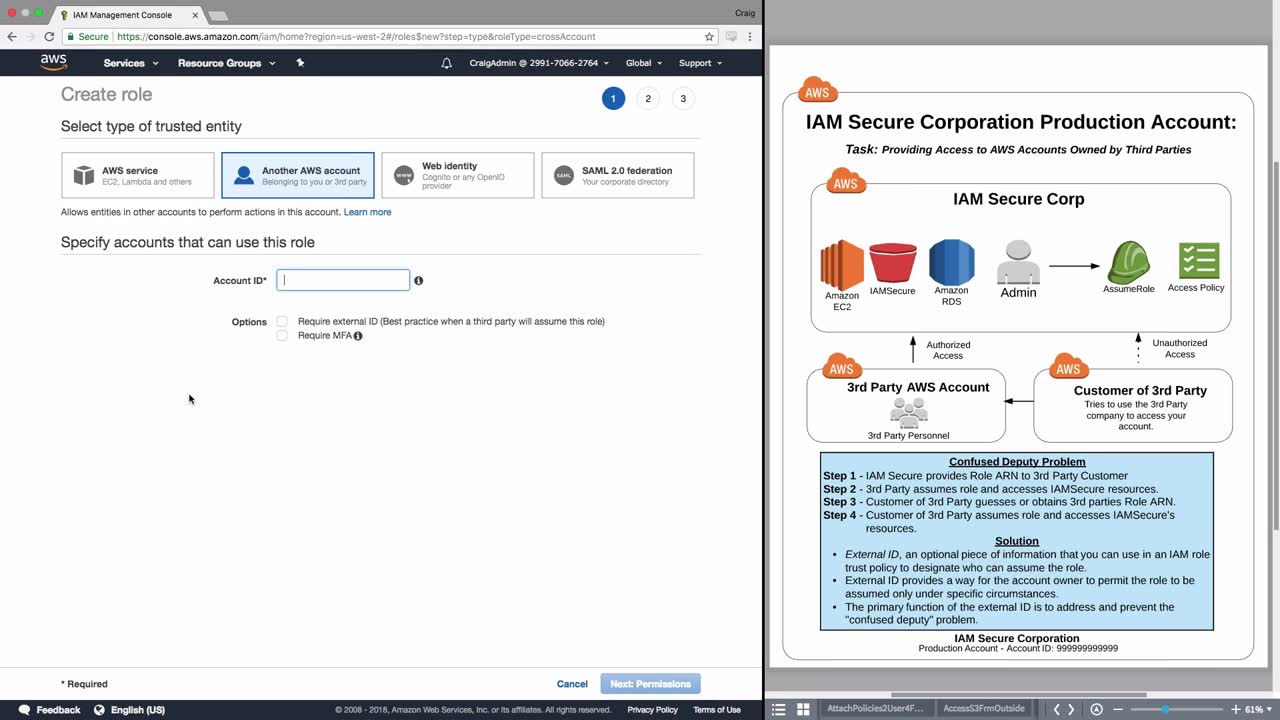 IAM Management Console
Craig
Secure
https://console.aws.amazon.com/iam/home?region=us-west-2#/roles$new?step=type&roleType=crossAccount
aws
Services
Resource Groups
CraigAdmin @ 2991-7066-2764
Global
Support
Create role
1
2
3
Select type of trusted entity
AWS service
EC2, Lambda and others
Another AWS account
Belonging to you or 3rd party
WWW
Web identity
Cognito or any OpenID
provider
SAML
SAML 2.0 federation
Your corporate directory
Allows entities in other accounts to perform actions in this account. Learn more
Specify accounts that can use this role
Account ID*
Options
Require external ID (Best practice when a third party will assume this role)
Require MFA
* Required
Cancel
Next: Permissions
Feedback
English (US)
© 2008 - 2018, Amazon Web Services, Inc. or its affiliates. All rights reserved.
Privacy Policy
Terms of Use
AWS
IAM Secure Corporation Production Account:
Task: Providing Access to AWS Accounts Owned by Third Parties
AWS
IAM Secure Corp
Amazon
EC2
IAMSecure
Amazon
RDS
Admin
AssumeRole
Access Policy
Authorized
Access
Unauthorized
Access
AWS
3rd Party AWS Account
3rd Party Personnel
AWS
Customer of 3rd Party
Tries to use the 3rd Party
company to access your
account.
Confused Deputy Problem
Step 1 - IAM Secure provides Role ARN to 3rd Party Customer
Step 2 - 3rd Party assumes role and accesses IAMSecure resources.
Step 3 - Customer of 3rd Party guesses or obtains 3rd parties Role ARN.
Step 4 - Customer of 3rd Party assumes role and accesses IAMSecure's
resources.
Solution
• External ID, an optional piece of information that you can use in an IAM role
trust policy to designate who can assume the role.
• External ID provides a way for the account owner to permit the role to be
assumed only under specific circumstances.
• The primary function of the external ID is to address and prevent the
"confused deputy" problem.
IAM Secure Corporation
Production Account - Account ID: 999999999999
AttachPolicies2User4F...
AccessS3FrmOutside
61%